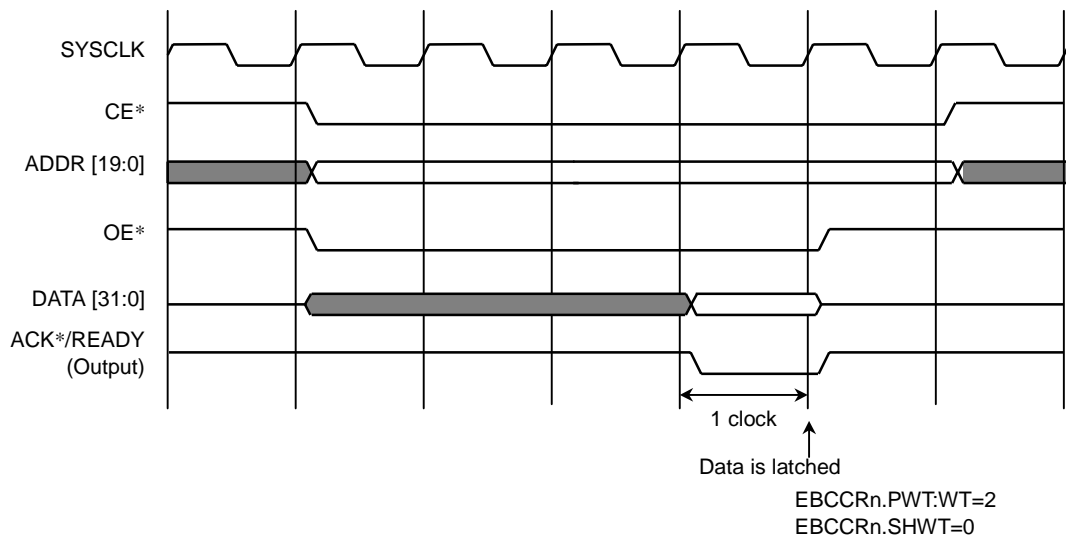 SYSCLK
CE*
ADDR [19:0]
OE*
DATA [31:0]
ACK*/READY
(Output)
1 clock
Data is latched
EBCCRn.PWT:WT=2
EBCCRn.SHWT=0